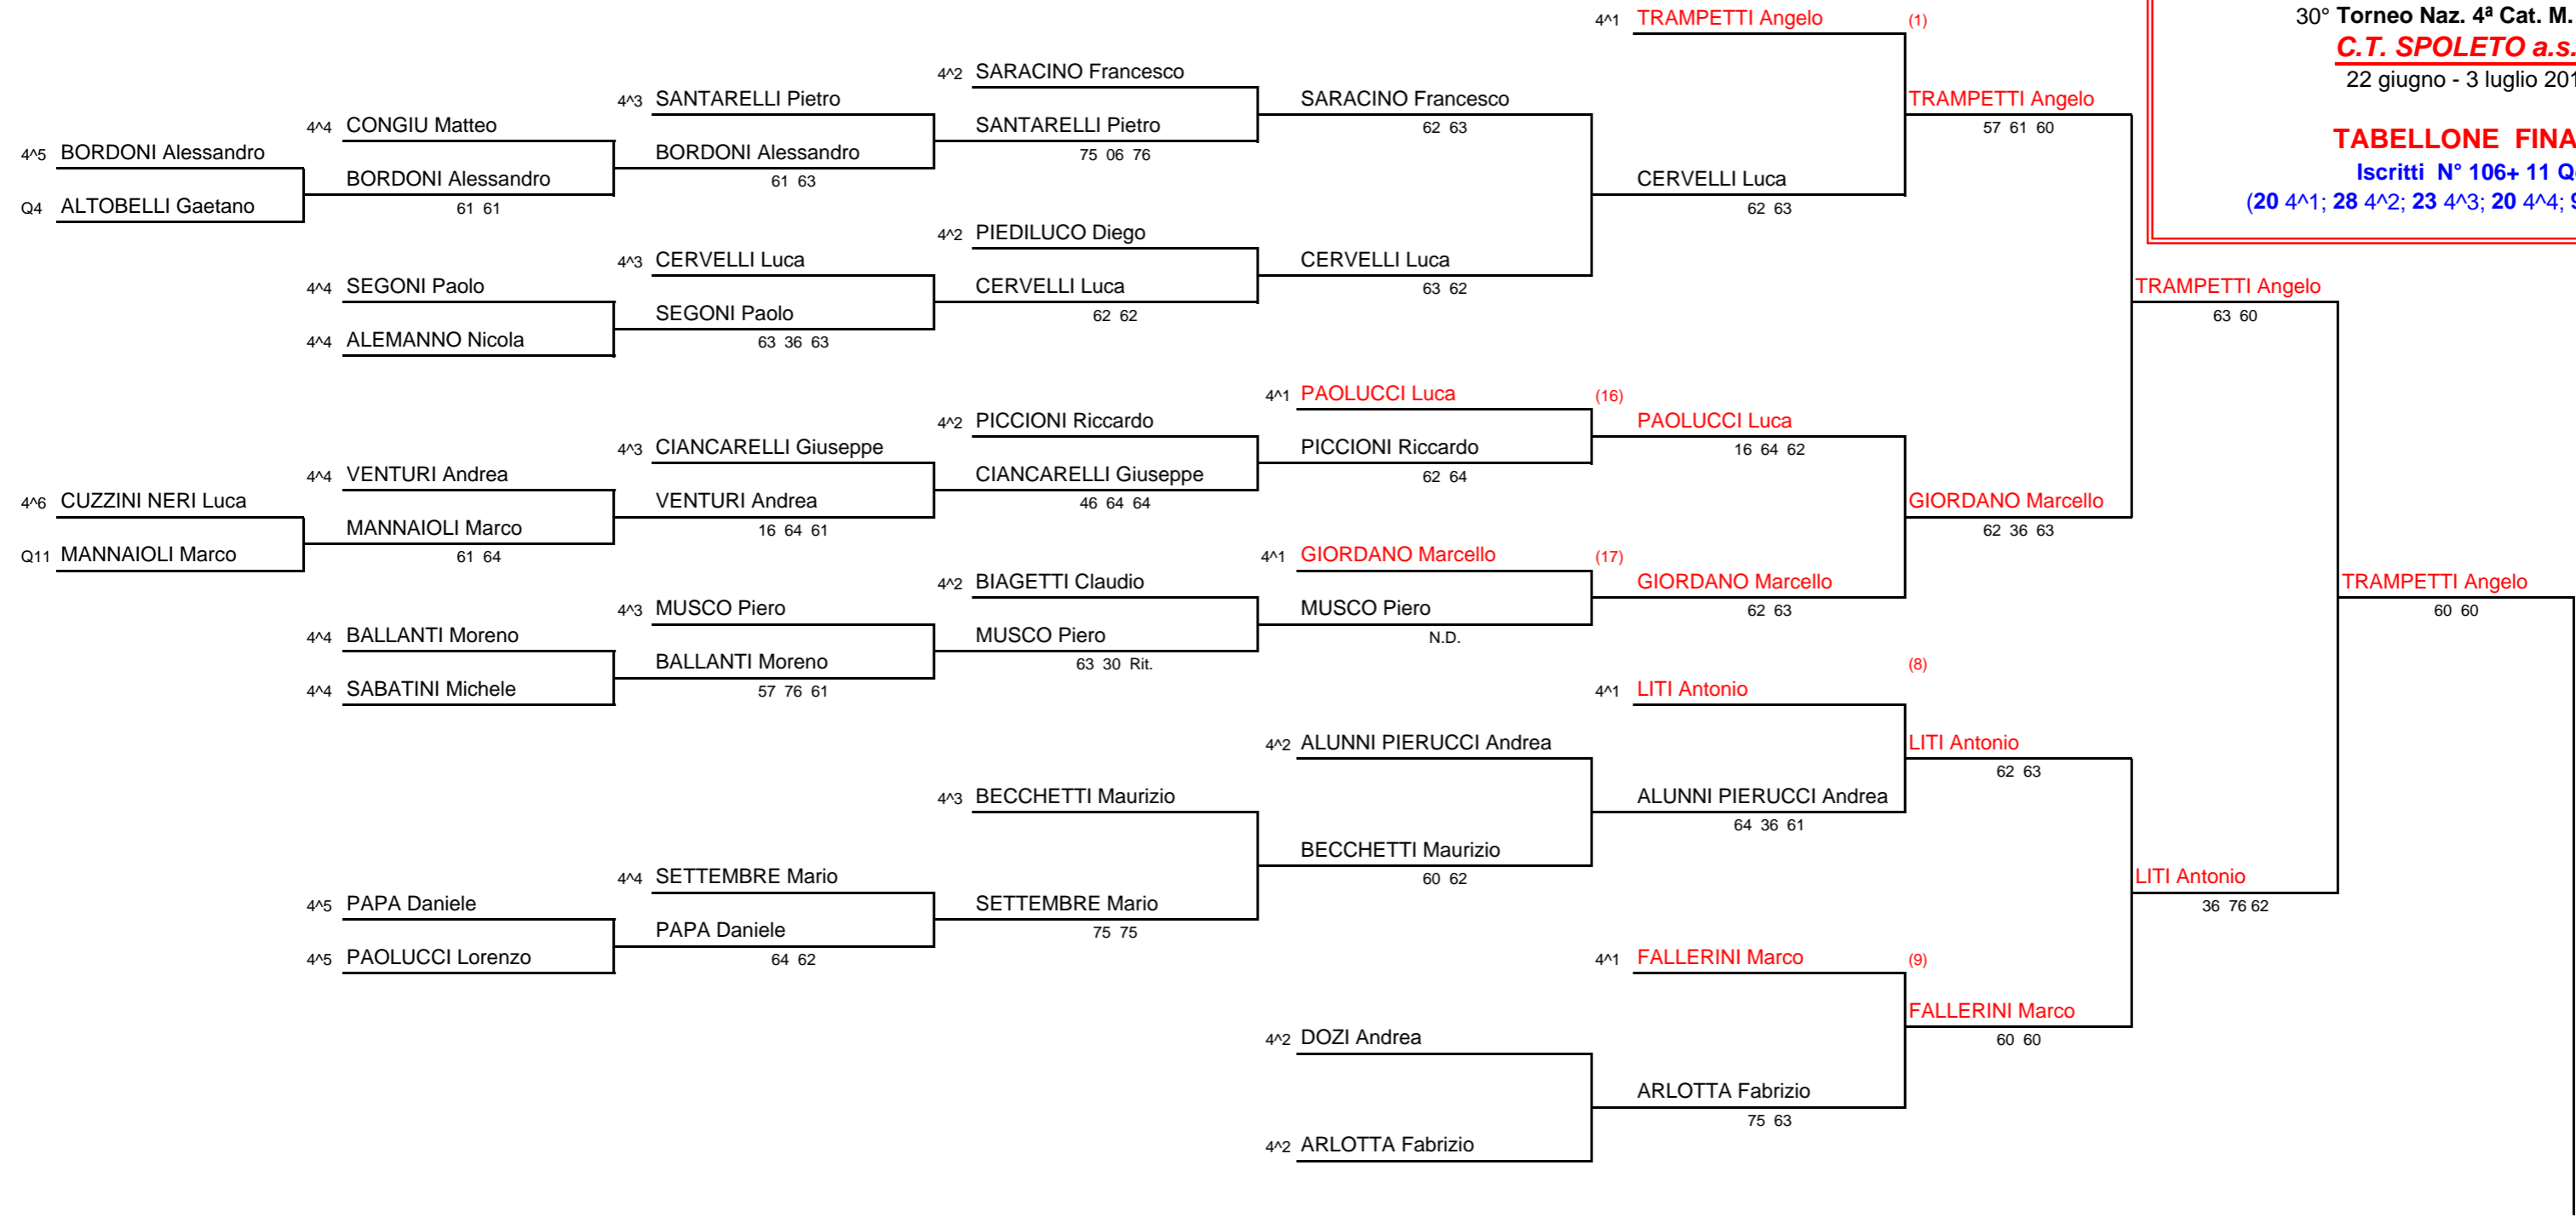 4^1 TRAMPETTI Angelo (1)
30° Torneo Naz. 4ª Cat. M.
C.T. SPOLETO a.s.
22 giugno - 3 luglio 201
TABELLONE FINA
Iscritti N° 106+ 11 Q
(20 4^1; 28 4^2; 23 4^3; 20 4^4;
4^2 SARACINO Francesco
4^3 SANTARELLI Pietro
SARACINO Francesco
62 63
TRAMPETTI Angelo
57 61 60
4^4 CONGIU Matteo
SANTARELLI Pietro
75 06 76
4^5 BORDONI Alessandro
BORDONI Alessandro
61 63
BORDONI Alessandro
61 61
CERVELLI Luca
62 63
Q4 ALTOBELLI Gaetano
4^2 PIEDILUCO Diego
4^3 CERVELLI Luca
CERVELLI Luca
63 62
4^4 SEGONI Paolo
CERVELLI Luca
62 62
TRAMPETTI Angelo
63 60
SEGONI Paolo
63 36 63
4^4 ALEMANNO Nicola
4^1 PAOLUCCI Luca (16)
4^2 PICCIONI Riccardo
PAOLUCCI Luca
16 64 62
4^3 CIANCARELLI Giuseppe
PICCIONI Riccardo
62 64
4^4 VENTURI Andrea
CIANCARELLI Giuseppe
46 64 64
4^6 CUZZINI NERI Luca
VENTURI Andrea
16 64 61
GIORDANO Marcello
62 36 63
MANNAIOLI Marco
61 64
Q11 MANNAIOLI Marco
4^1 GIORDANO Marcello (17)
4^2 BIAGETTI Claudio
GIORDANO Marcello
62 63
TRAMPETTI Angelo
60 60
4^3 MUSCO Piero
MUSCO Piero
N.D.
4^4 BALLANTI Moreno
MUSCO Piero
63 30 Rit.
BALLANTI Moreno
57 76 61
(8)
4^4 SABATINI Michele
4^1 LITI Antonio
4^2 ALUNNI PIERUCCI Andrea
LITI Antonio
62 63
4^3 BECCHETTI Maurizio
ALUNNI PIERUCCI Andrea
64 36 61
BECCHETTI Maurizio
60 62
4^4 SETTEMBRE Mario
LITI Antonio
36 76 62
4^5 PAPA Daniele
SETTEMBRE Mario
75 75
PAPA Daniele
64 62
4^5 PAOLUCCI Lorenzo
4^1 FALLERINI Marco (9)
FALLERINI Marco
60 60
4^2 DOZI Andrea
ARLOTTA Fabrizio
75 63
4^2 ARLOTTA Fabrizio